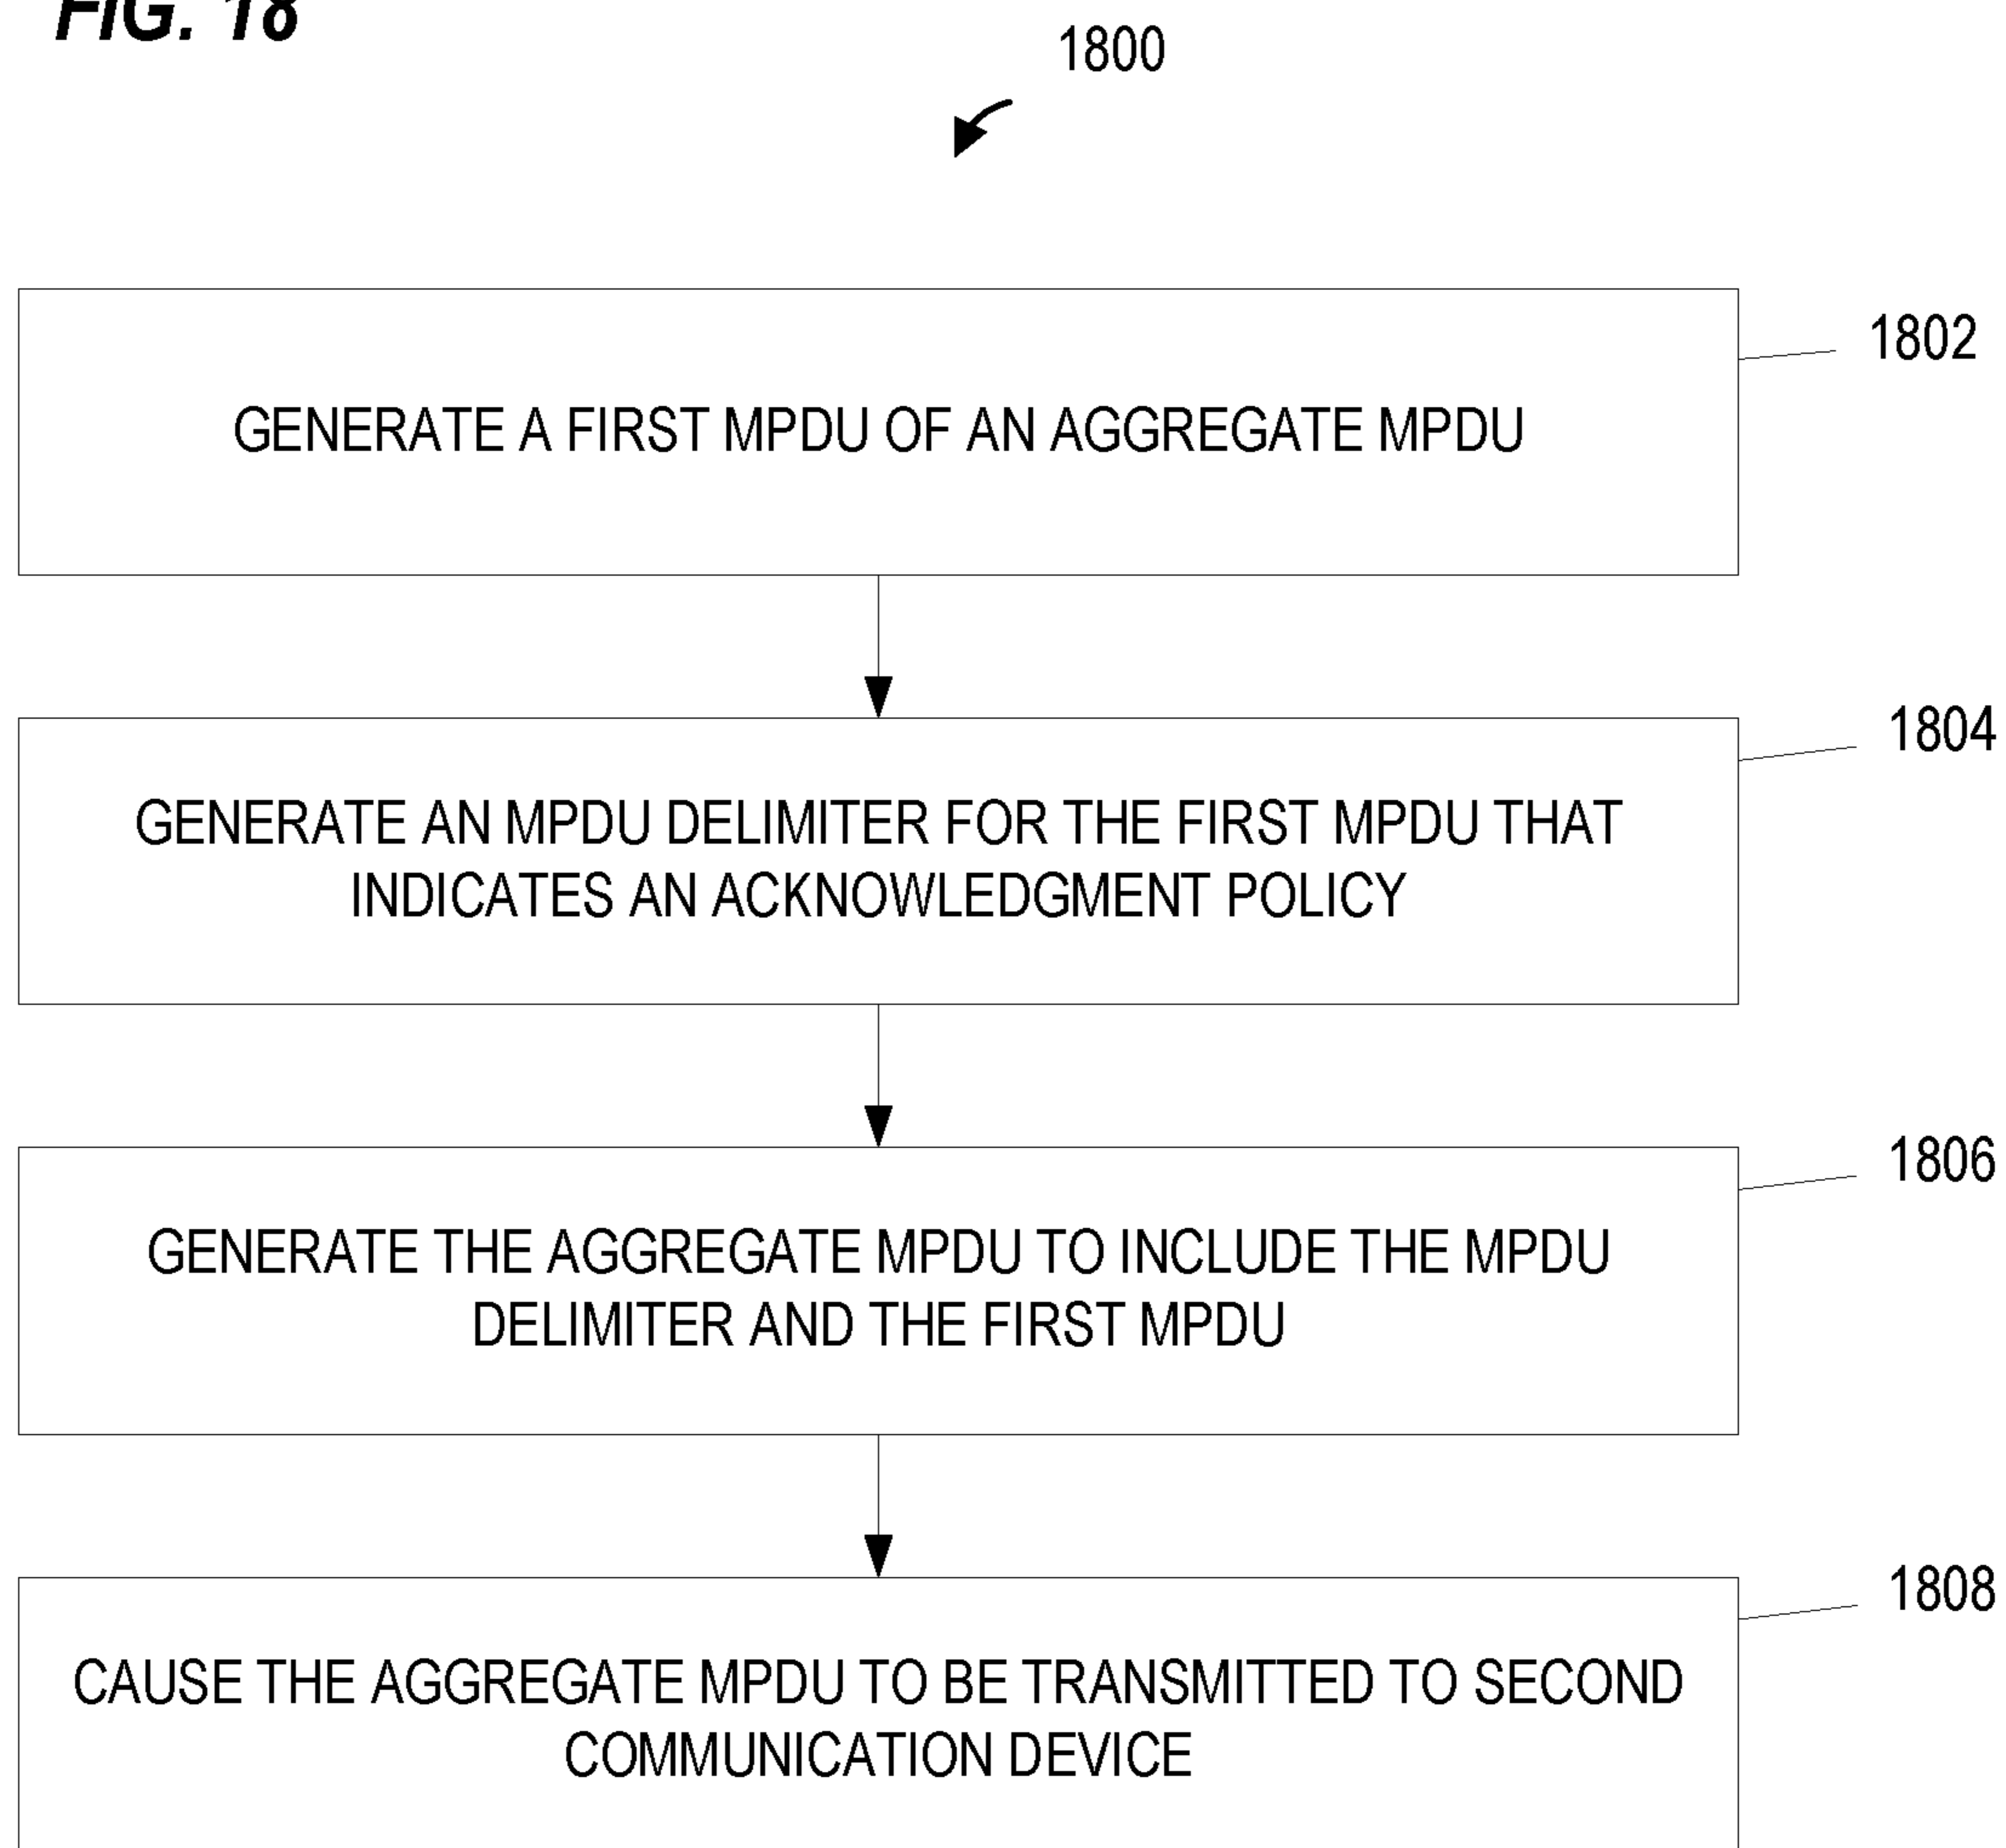 FIG. 18
1800
1802
GENERATE A FIRST MPDU OF AN AGGREGATE MPDU
1804
GENERATE AN MPDU DELIMITER FOR THE FIRST MPDU THAT
INDICATES AN ACKNOWLEDGMENT POLICY
1806
GENERATE THE AGGREGATE MPDU TO INCLUDE THE MPDU
DELIMITER AND THE FIRST MPDU
1808
CAUSE THE AGGREGATE MPDU TO BE TRANSMITTED TO SECOND
COMMUNICATION DEVICE